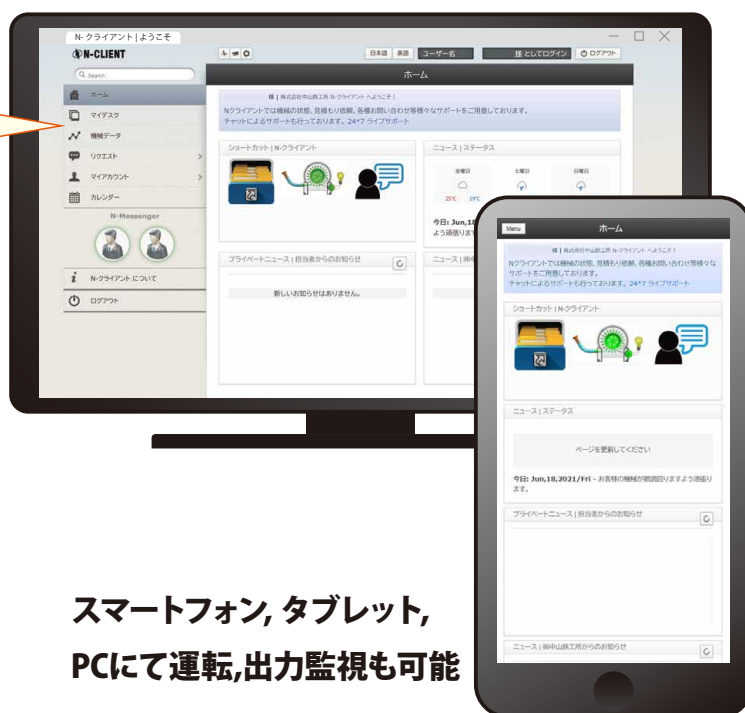 N- クライアント | ようこそ
N-CLIENT
日本語 英語 ユーザー名 様 としてログイン ログアウト
Search
ホーム
ホーム
マイデスク
機械データ
リクエスト
マイアカウント
カレンダー
N-Messenger
N-クライアント について
ログアウト
様 | 株式会社中山鉄工所 N-クライアント へようこそ!
Nクライアントでは機械の状態、見積もり依頼、各種お問い合わせ等様々なサポートをご用意しております。
チャットによるサポートも行っております。24*7 ライブサポート
ショートカット | N-クライアント
ニュース | ステータス
金曜日 土曜日 日曜日
25℃ 19℃
今日: Jun,18
よう頑張ります
プライベートニュース | 担当者からのお知らせ
ニュース | ㈱中
新しいお知らせはありません。
Menu ホーム
様 | 株式会社中山鉄工所 N-クライアント へようこそ!
Nクライアントでは機械の状態、見積もり依頼、各種お問い合わせ等様々な
サポートをご用意しております。
チャットによるサポートも行っております。24*7 ライブサポート
ショートカット | N-クライアント
ニュース | ステータス
ページを更新してください
今日: Jun,18,2021/Fri - お客様の機械が順調回りますよう頑張り
ます。
プライベートニュース | 担当者からのお知らせ
ニュース | ㈱中山鉄工所からのお知らせ
スマートフォン, タブレット,
PCにて運転,出力監視も可能